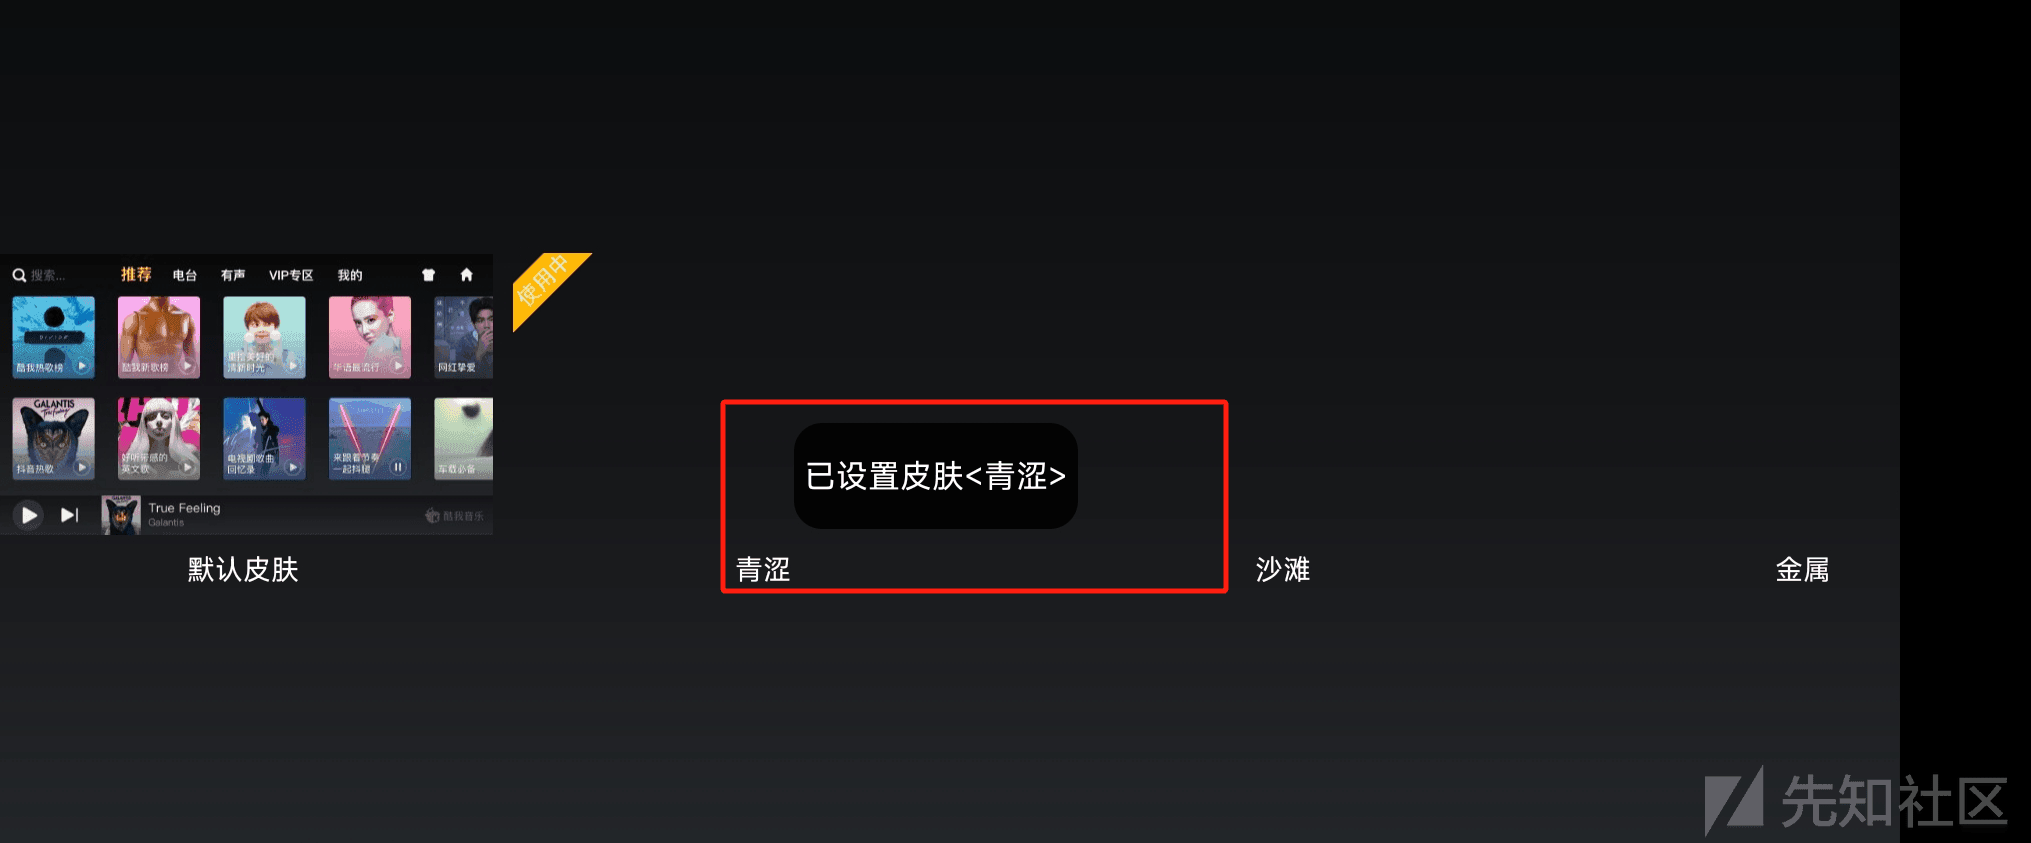 搜索...
推荐 电台 有声 VIP专区 我的
使用中
酷我热歌榜
酷我新歌榜
重拾美好的
清新时光
华语最流行
网红挚爱
GALANTIS
True Feeling
抖音热歌
好听带感的
英文歌
电视剧歌曲
回忆录
来跟着节奏
一起抖腿
车载必备
True Feeling
Galantis
酷我音乐
已设置皮肤<青涩>
默认皮肤
青涩
沙滩
金属
先知社区